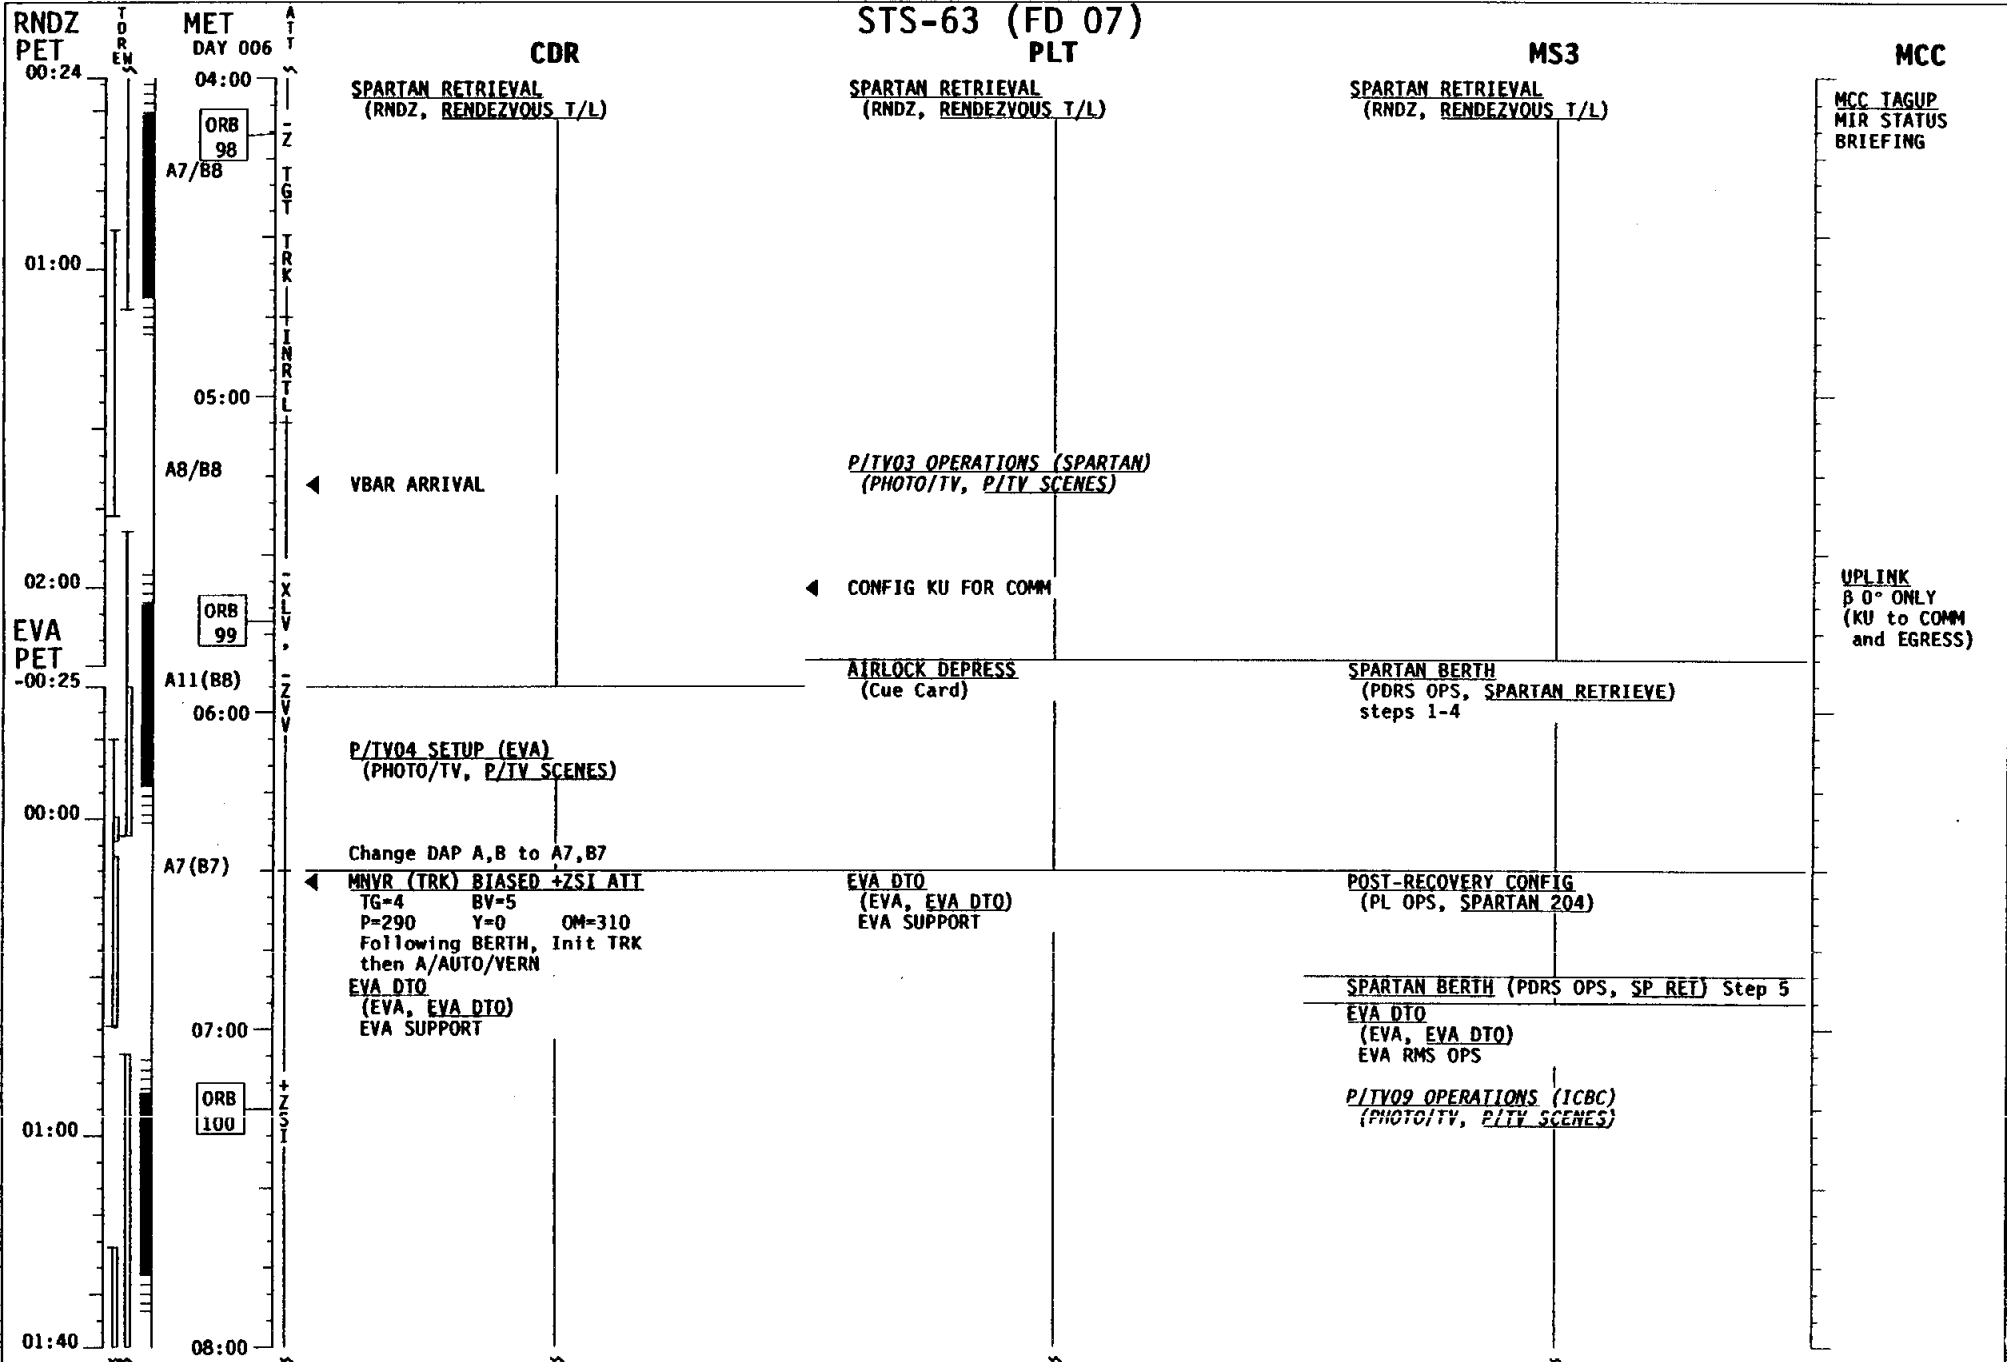 STS-63 (FD 07)
RNDZ PET
TDRS E W
MET DAY 006
ATT
CDR
PLT
MS3
MCC
00:24
01:00
02:00
EVA PET
-00:25
00:00
01:00
01:40
04:00
ORB 98
A7/B8
05:00
A8/B8
ORB 99
A11(B8)
06:00
A7(B7)
07:00
ORB 100
08:00
-Z TGT TRK
INRTL
-XLV, -ZVV
+ZSI
SPARTAN RETRIEVAL
(RNDZ, RENDEZVOUS T/L)
◄ VBAR ARRIVAL
P/TV04 SETUP (EVA)
(PHOTO/TV, P/TV SCENES)
Change DAP A,B to A7,B7
◄ MNVR (TRK) BIASED +ZSI ATT
TG=4 BV=5
P=290 Y=0 OM=310
Following BERTH, Init TRK
then A/AUTO/VERN
EVA DTO
(EVA, EVA DTO)
EVA SUPPORT
SPARTAN RETRIEVAL
(RNDZ, RENDEZVOUS T/L)
P/TV03 OPERATIONS (SPARTAN)
(PHOTO/TV, P/TV SCENES)
◄ CONFIG KU FOR COMM
AIRLOCK DEPRESS
(Cue Card)
EVA DTO
(EVA, EVA DTO)
EVA SUPPORT
SPARTAN RETRIEVAL
(RNDZ, RENDEZVOUS T/L)
SPARTAN BERTH
(PDRS OPS, SPARTAN RETRIEVE)
steps 1-4
POST-RECOVERY CONFIG
(PL OPS, SPARTAN 204)
SPARTAN BERTH (PDRS OPS, SP RET) Step 5
EVA DTO
(EVA, EVA DTO)
EVA RMS OPS
P/TV09 OPERATIONS (ICBC)
(PHOTO/TV, P/TV SCENES)
MCC TAGUP
MIR STATUS
BRIEFING
UPLINK
β 0° ONLY
(KU to COMM
and EGRESS)